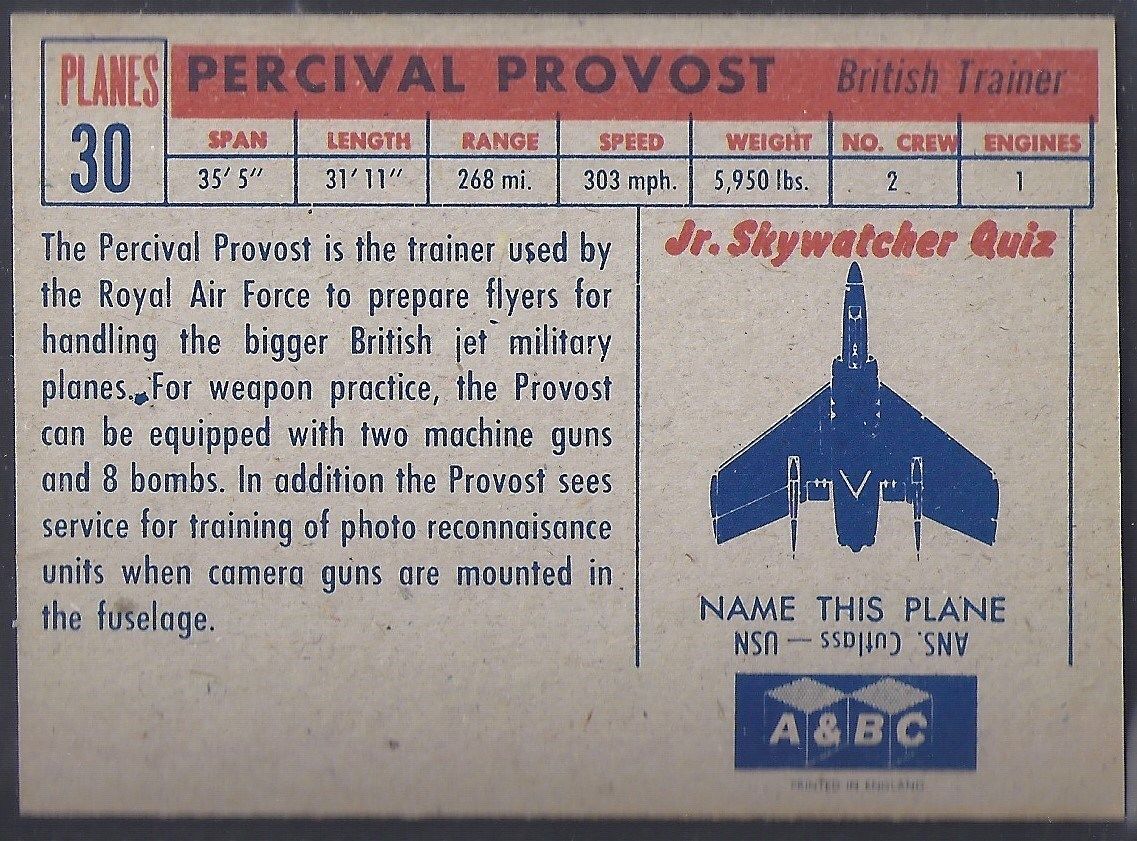 PLANES
30
PERCIVAL PROVOST British Trainer
SPAN LENGTH RANGE SPEED WEIGHT NO. CREW ENGINES
35′ 5″ 31′ 11″ 268 mi. 303 mph. 5,950 lbs. 2 1
The Percival Provost is the trainer used by
the Royal Air Force to prepare flyers for
handling the bigger British jet military
planes. For weapon practice, the Provost
can be equipped with two machine guns
and 8 bombs. In addition the Provost sees
service for training of photo reconnaisance
units when camera guns are mounted in
the fuselage.
Jr. Skywatcher Quiz
NAME THIS PLANE
ANS. Cutlass — USN
A & B C
PRINTED IN ENGLAND